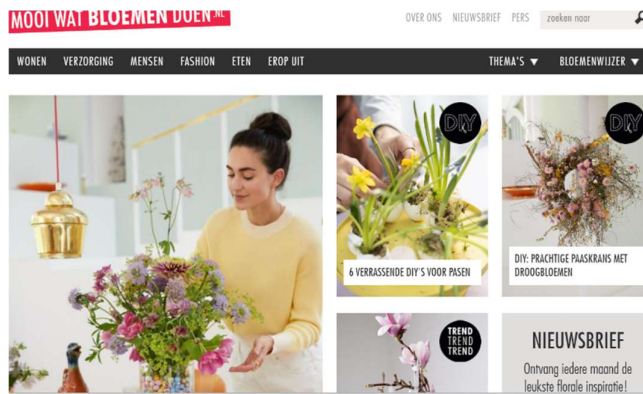 MOOI WAT BLOEMEN DOEN.NL
OVER ONS NIEUWSBRIEF PERS zoeken naar
WONEN VERZORGING MENSEN FASHION ETEN EROP UIT THEMA'S BLOEMENWIJZER
DIY
DIY
6 VERRASSENDE DIY'S VOOR PASEN
DIY: PRACHTIGE PAASKRANS MET
DROOGBLOEMEN
TREND
TREND
TREND
NIEUWSBRIEF
Ontvang iedere maand de
leukste florale inspiratie!